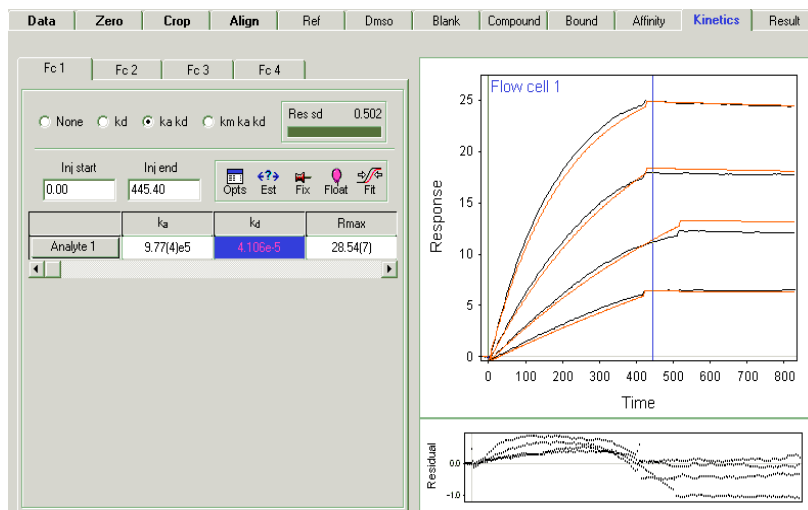 Data Zero Crop Align Ref Dmso Blank Compound Bound Affinity Kinetics Result
Fc 1 Fc 2 Fc 3 Fc 4
None kd ka kd km ka kd
Res sd 0.502
Inj start Inj end
0.00 445.40
Opts Est Fix Float Fit
ka kd Rmax
Analyte 1 9.77(4)e5 4.106e-5 28.54(7)
Flow cell 1
25
20
15
10
5
0
Response
0 100 200 300 400 500 600 700 800
Time
Residual
0.0
-1.0